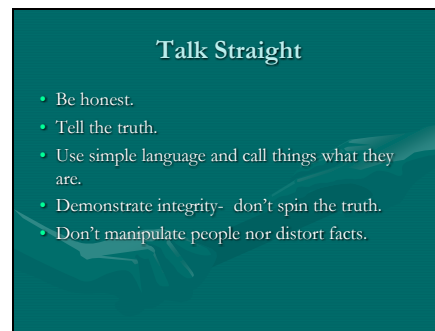 Talk Straight
• Be honest.
• Tell the truth.
• Use simple language and call things what they
are.
• Demonstrate integrity-  don't spin the truth.
• Don't manipulate people nor distort facts.